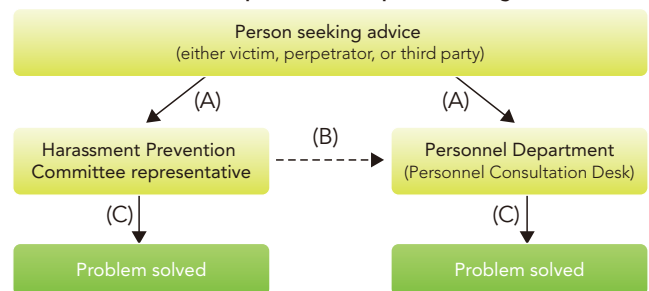 Person seeking advice
(either victim, perpetrator, or third party)
(A) (A)
(B)
Harassment Prevention
Committee representative
Personnel Department
(Personnel Consultation Desk)
(C) (C)
Problem solved
Problem solved